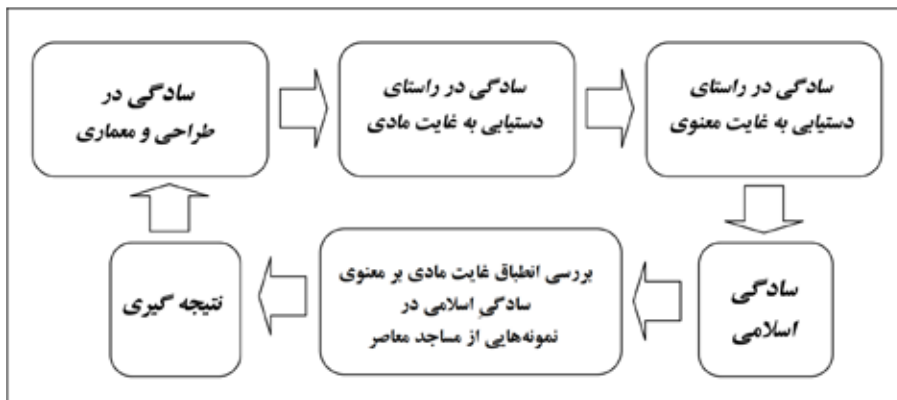 سادگی در
طراحی و معماری
سادگی در راستای
دستیابی به غایت مادی
سادگی در راستای
دستیابی به غایت معنوی
سادگی
اسلامی
بررسی انطباق غایت مادی بر معنوی
سادگیِ اسلامی در
نمونه‌هایی از مساجد معاصر
نتیجه گیری